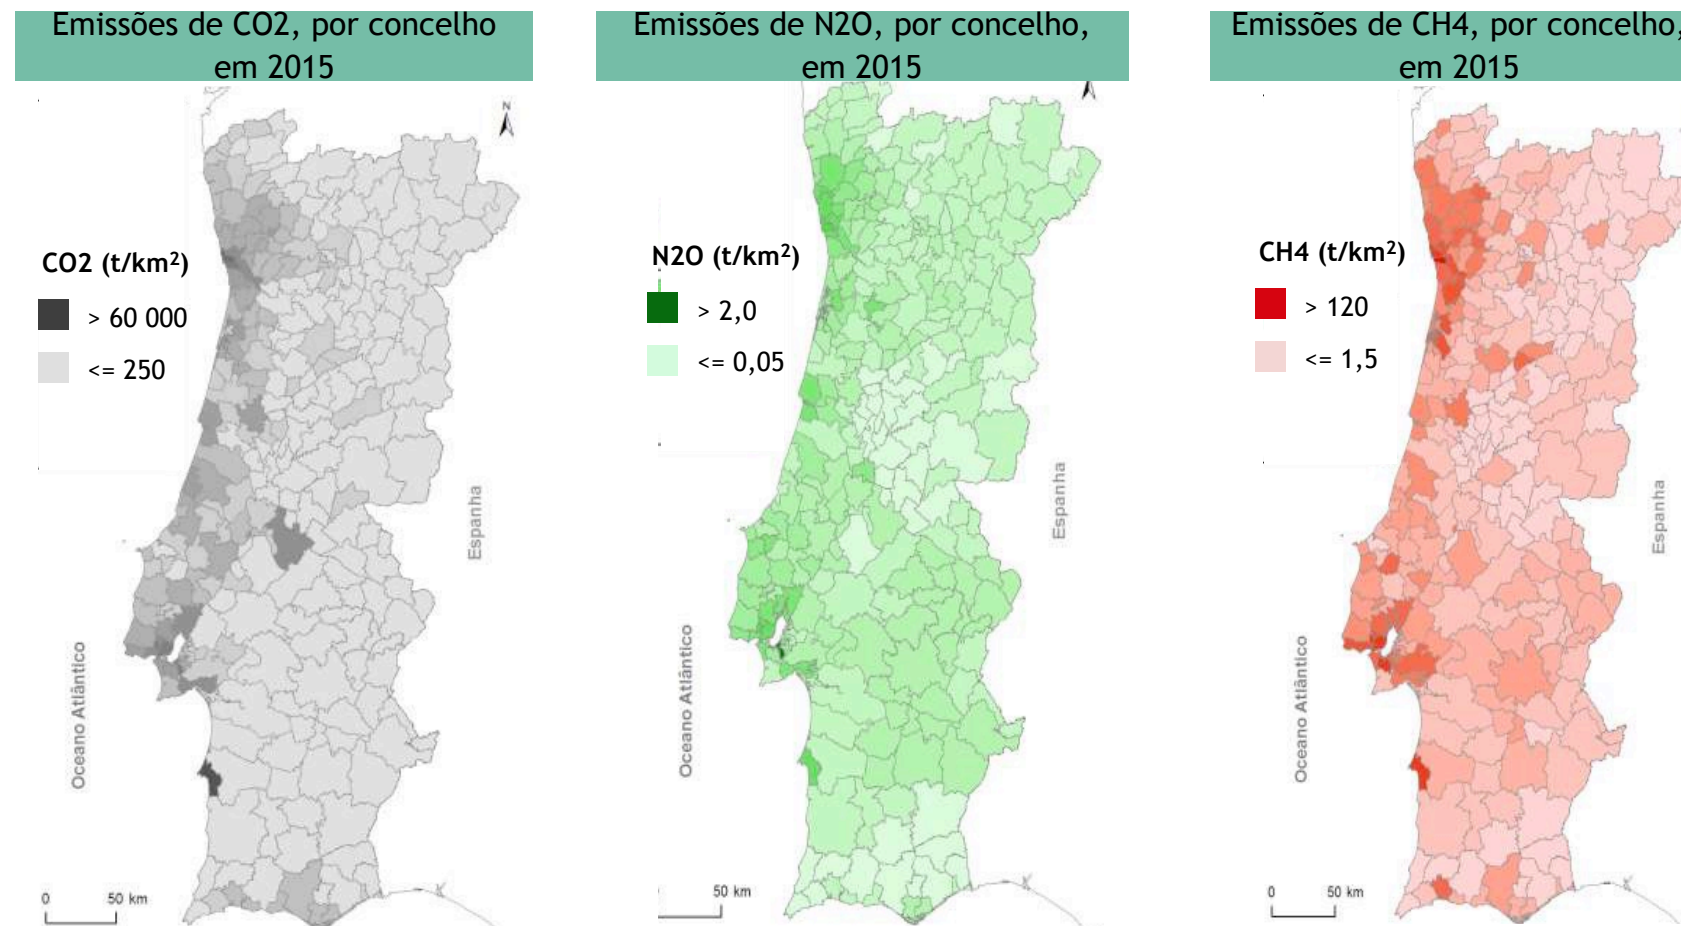 Emissões de CO2, por concelho
em 2015
N
CO2 (t/km²)
> 60 000
<= 250
Espanha
Oceano Atlântico
0 50 km
Emissões de N2O, por concelho,
em 2015
N2O (t/km²)
> 2,0
<= 0,05
Espanha
Oceano Atlântico
50 km
Emissões de CH4, por concelho,
em 2015
CH4 (t/km²)
> 120
<= 1,5
Espanha
Oceano Atlântico
0 50 km